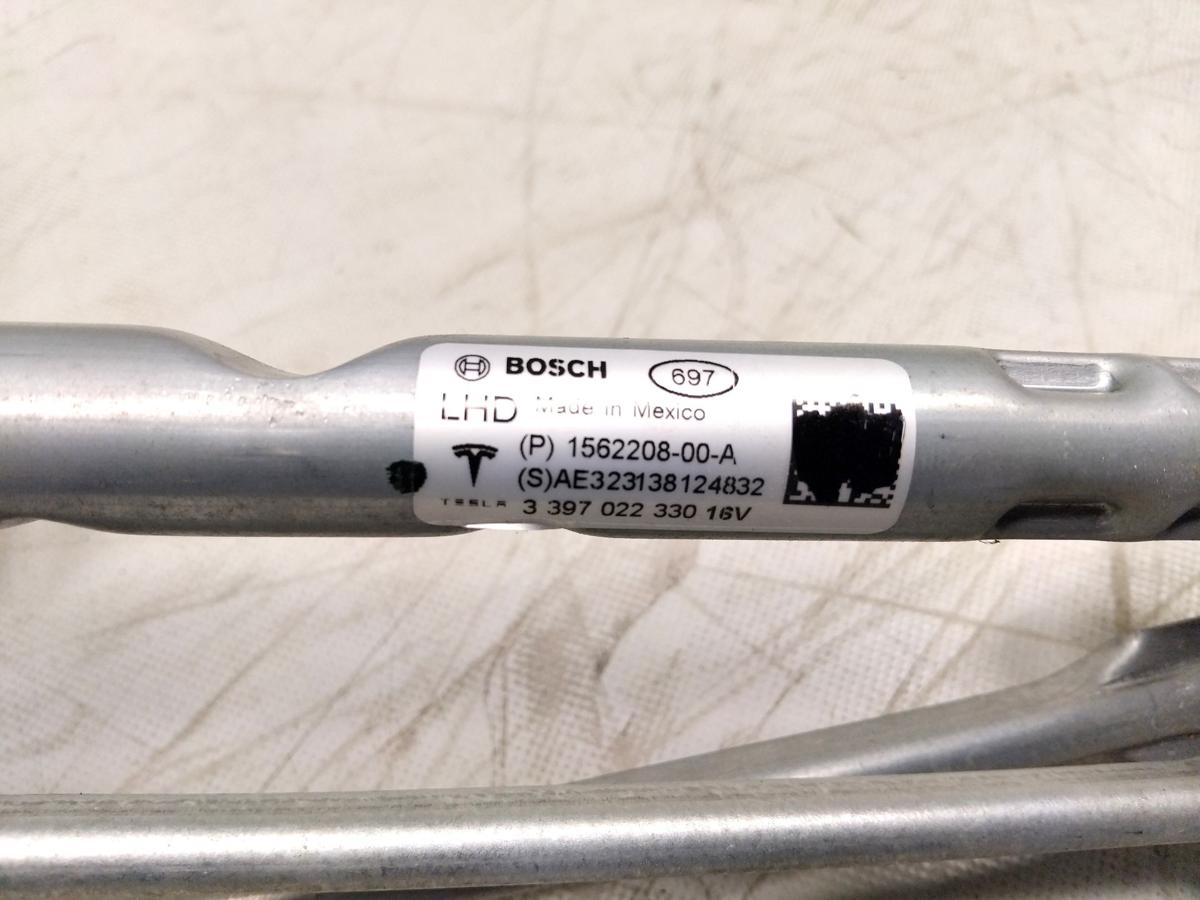 BOSCH 697
LHD Made in Mexico
(P) 1562208-00-A
(S)AE323138124832
TESLA 3 397 022 330 16V